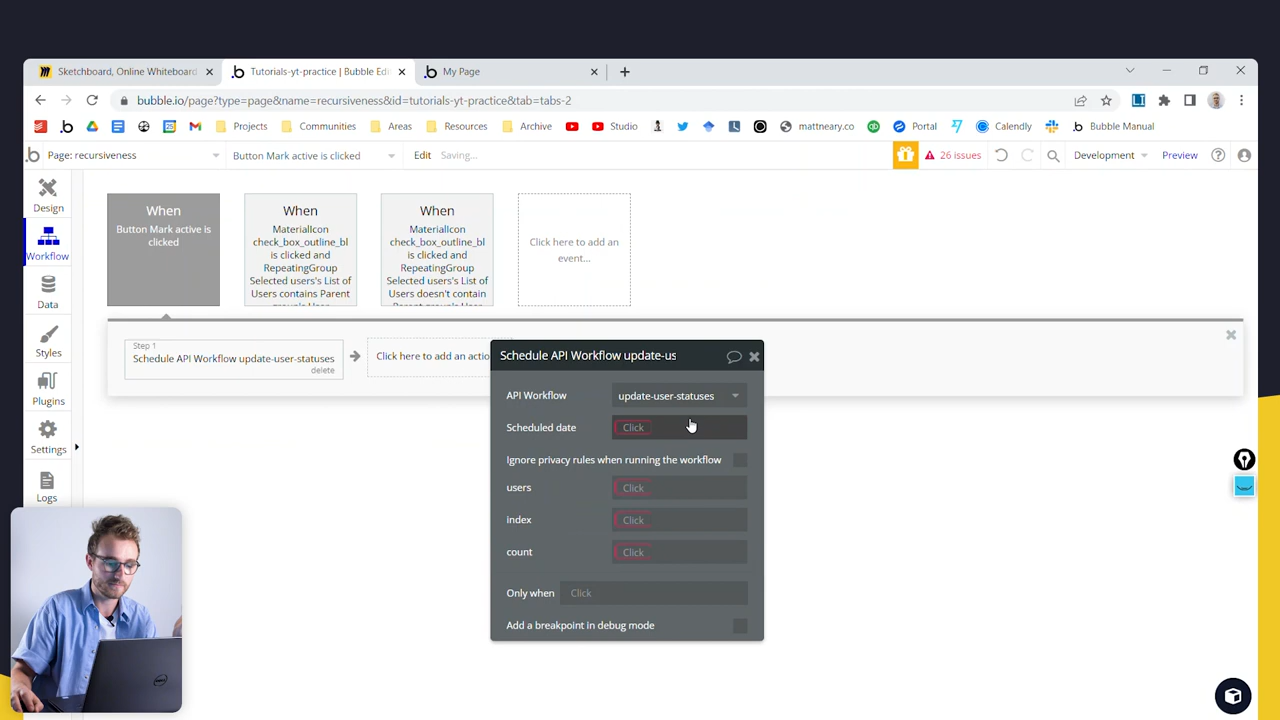 Sketchboard, Online Whiteboard
Tutorials-yt-practice | Bubble Edi
My Page
bubble.io/page?type=page&name=recursiveness&id=tutorials-yt-practice&tab=tabs-2
Projects
Communities
Areas
Resources
Archive
Studio
mattneary.co
Portal
Calendly
Bubble Manual
Page: recursiveness
Button Mark active is clicked
Edit
Saving...
26 issues
Development
Preview
Design
Workflow
Data
Styles
Plugins
Settings
Logs
When
Button Mark active is
clicked
When
MaterialIcon
check_box_outline_bl
is clicked and
RepeatingGroup
Selected users's List of
Users contains Parent
group's User
When
MaterialIcon
check_box_outline_bl
is clicked and
RepeatingGroup
Selected users's List of
Users doesn't contain
Parent group's User
Click here to add an
event...
Step 1
Schedule API Workflow update-user-statuses
delete
Click here to add an actio
Schedule API Workflow update-us
API Workflow
update-user-statuses
Scheduled date
Click
Ignore privacy rules when running the workflow
users
Click
index
Click
count
Click
Only when
Click
Add a breakpoint in debug mode